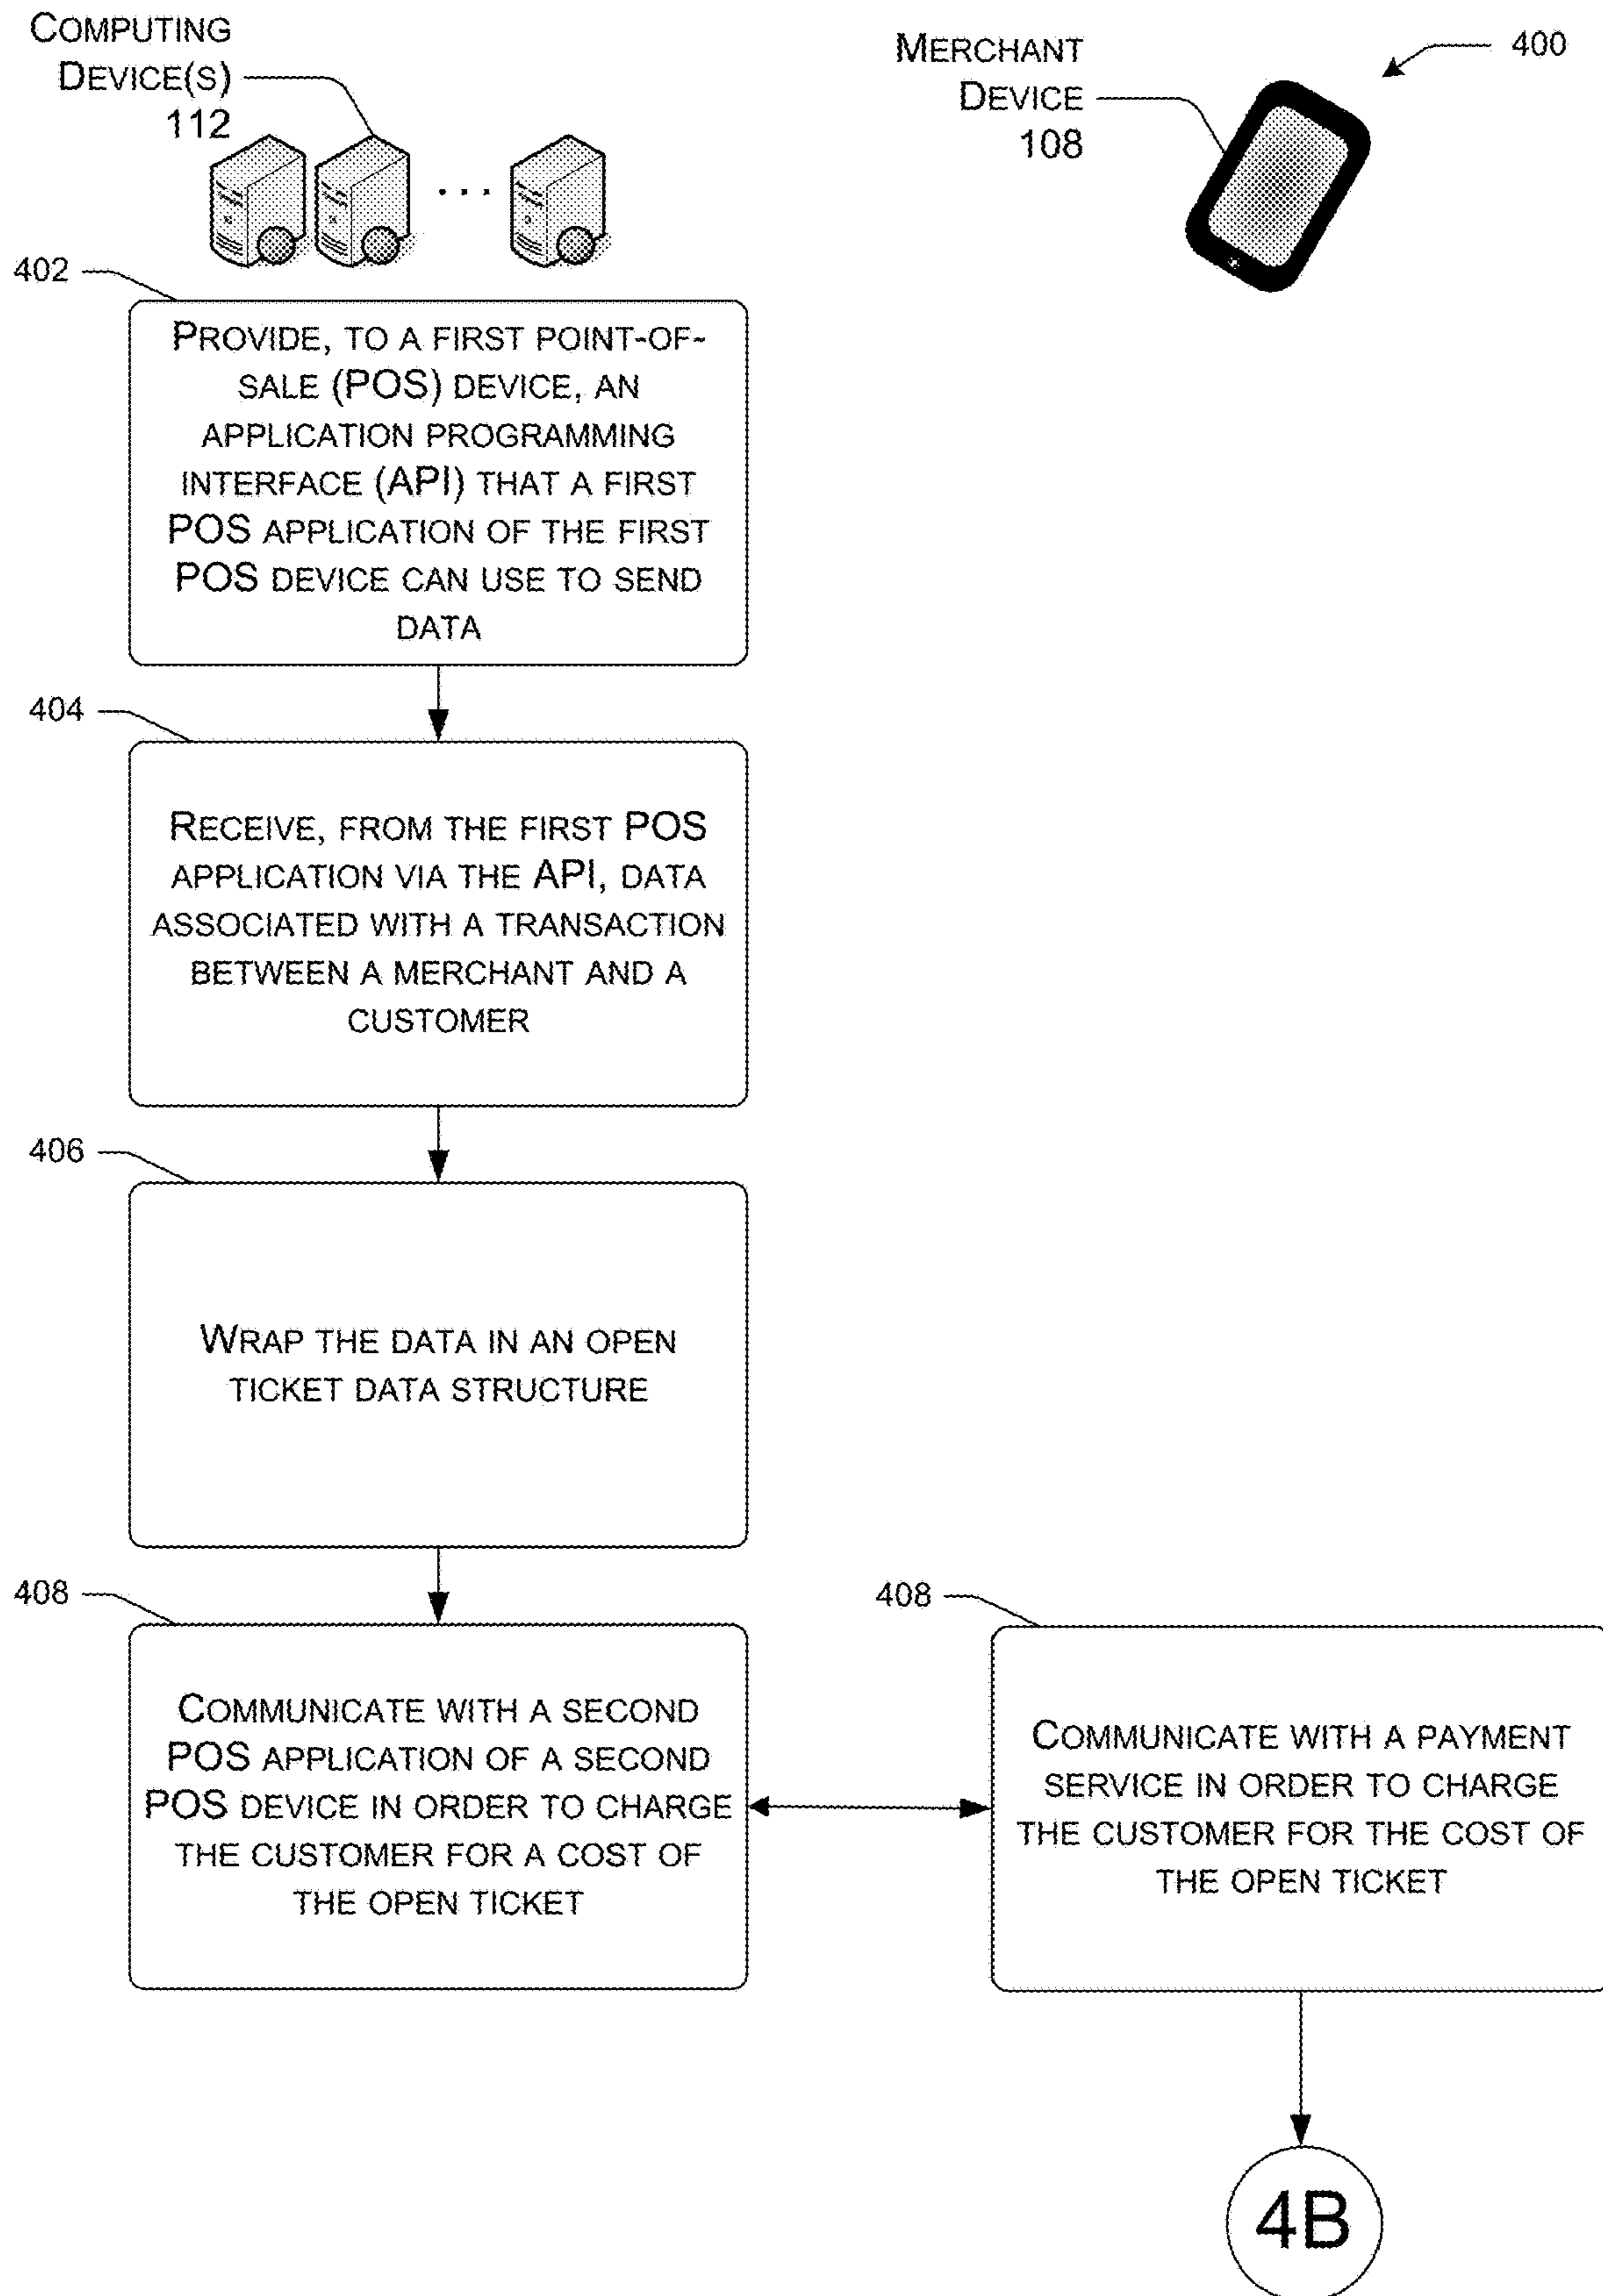 COMPUTING
DEVICE(S)
112
MERCHANT
DEVICE
108
400
402
PROVIDE, TO A FIRST POINT-OF-
SALE (POS) DEVICE, AN
APPLICATION PROGRAMMING
INTERFACE (API) THAT A FIRST
POS APPLICATION OF THE FIRST
POS DEVICE CAN USE TO SEND
DATA
404
RECEIVE, FROM THE FIRST POS
APPLICATION VIA THE API, DATA
ASSOCIATED WITH A TRANSACTION
BETWEEN A MERCHANT AND A
CUSTOMER
406
WRAP THE DATA IN AN OPEN
TICKET DATA STRUCTURE
408
COMMUNICATE WITH A SECOND
POS APPLICATION OF A SECOND
POS DEVICE IN ORDER TO CHARGE
THE CUSTOMER FOR A COST OF
THE OPEN TICKET
408
COMMUNICATE WITH A PAYMENT
SERVICE IN ORDER TO CHARGE
THE CUSTOMER FOR THE COST OF
THE OPEN TICKET
4B